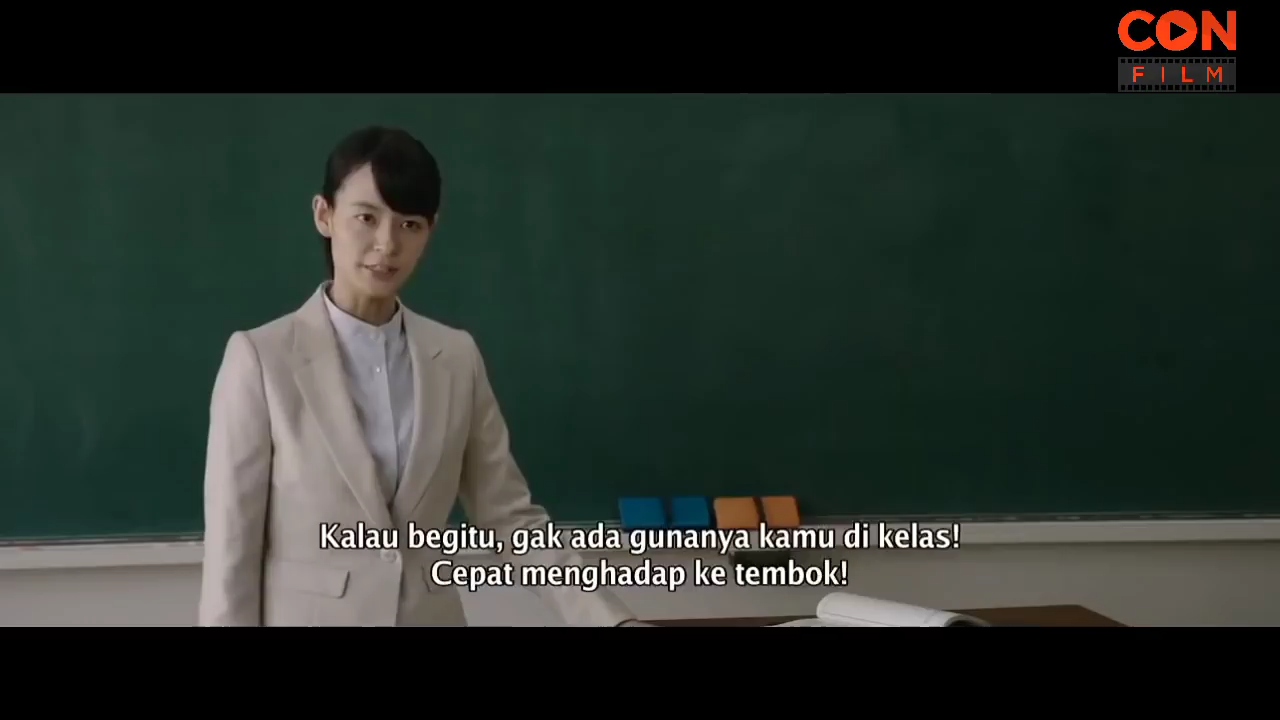 CON
FILM
Kalau begitu, gak ada gunanya kamu di kelas!
Cepat menghadap ke tembok!